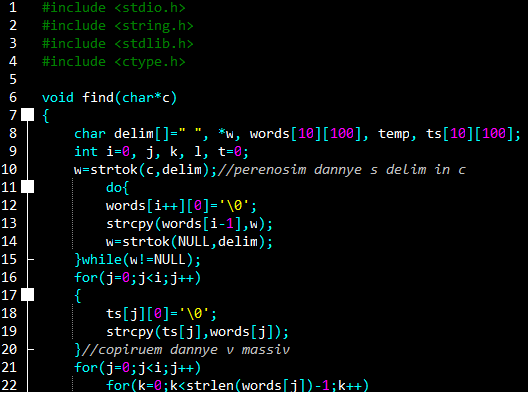 1 #include <stdio.h>
2 #include <string.h>
3 #include <stdlib.h>
4 #include <ctype.h>
5
6 void find(char*c)
7 {
8 char delim[]=" ", *w, words[10][100], temp, ts[10][100];
9 int i=0, j, k, l, t=0;
10 w=strtok(c,delim);//perenosim dannye s delim in c
11 do{
12 words[i++][0]='\0';
13 strcpy(words[i-1],w);
14 w=strtok(NULL,delim);
15 }while(w!=NULL);
16 for(j=0;j<i;j++)
17 {
18 ts[j][0]='\0';
19 strcpy(ts[j],words[j]);
20 }//copiruem dannye v massiv
21 for(j=0;j<i;j++)
22 for(k=0;k<strlen(words[j])-1;k++)